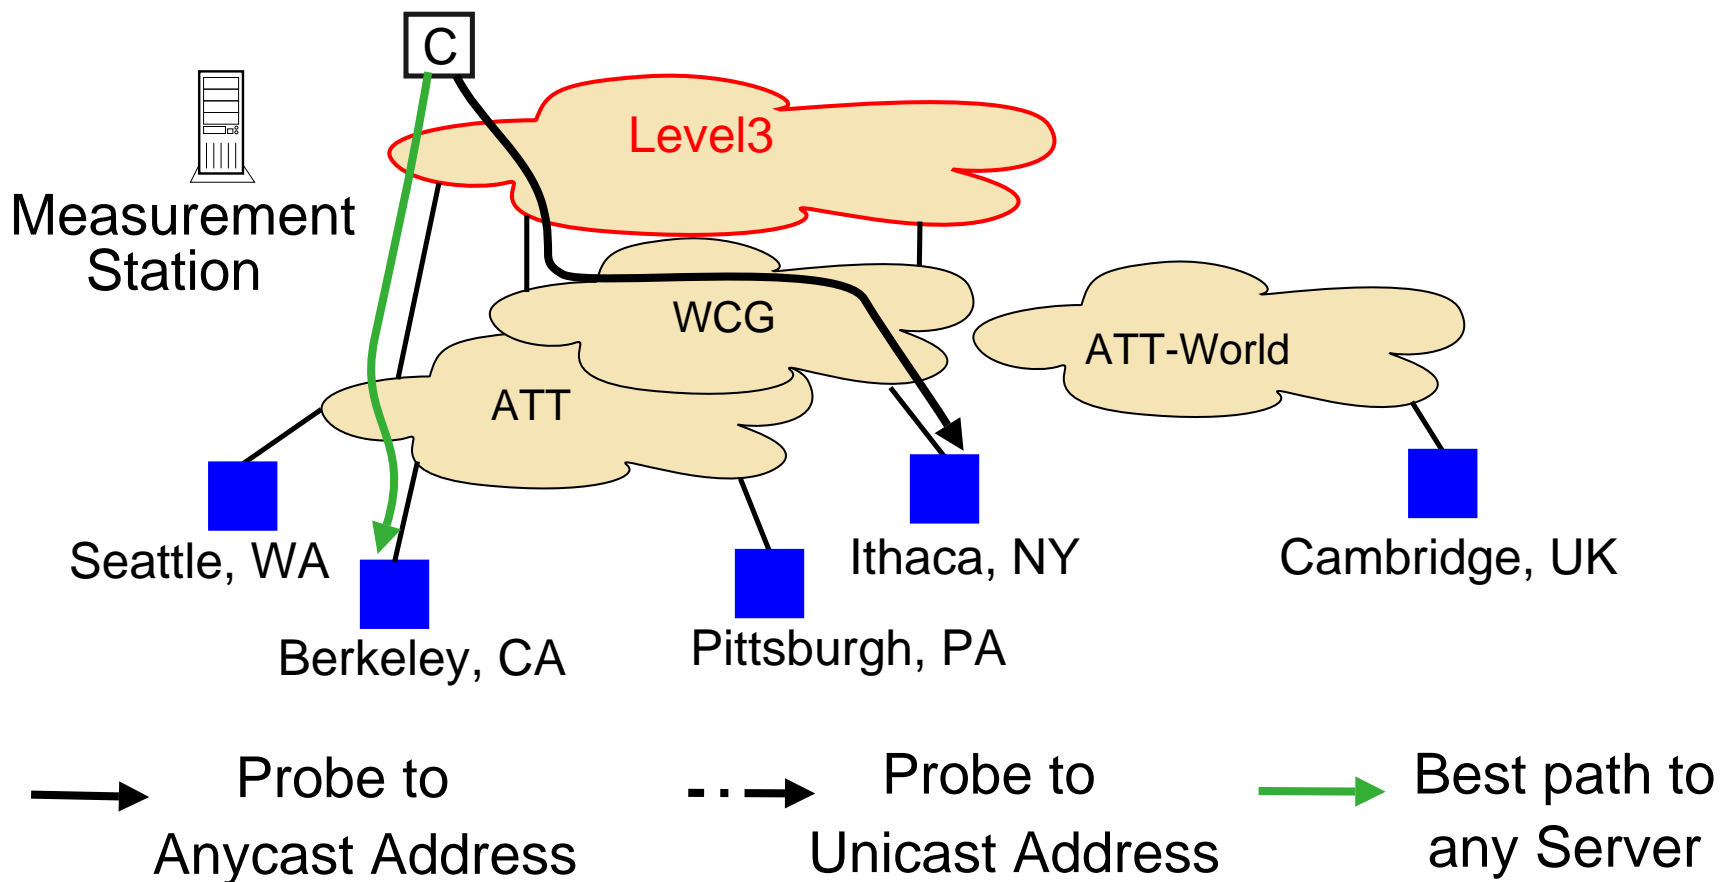 C
Level3
Measurement
Station
WCG
ATT-World
ATT
Seattle, WA
Ithaca, NY
Cambridge, UK
Berkeley, CA
Pittsburgh, PA
Probe to
Anycast Address
Probe to
Unicast Address
Best path to
any Server